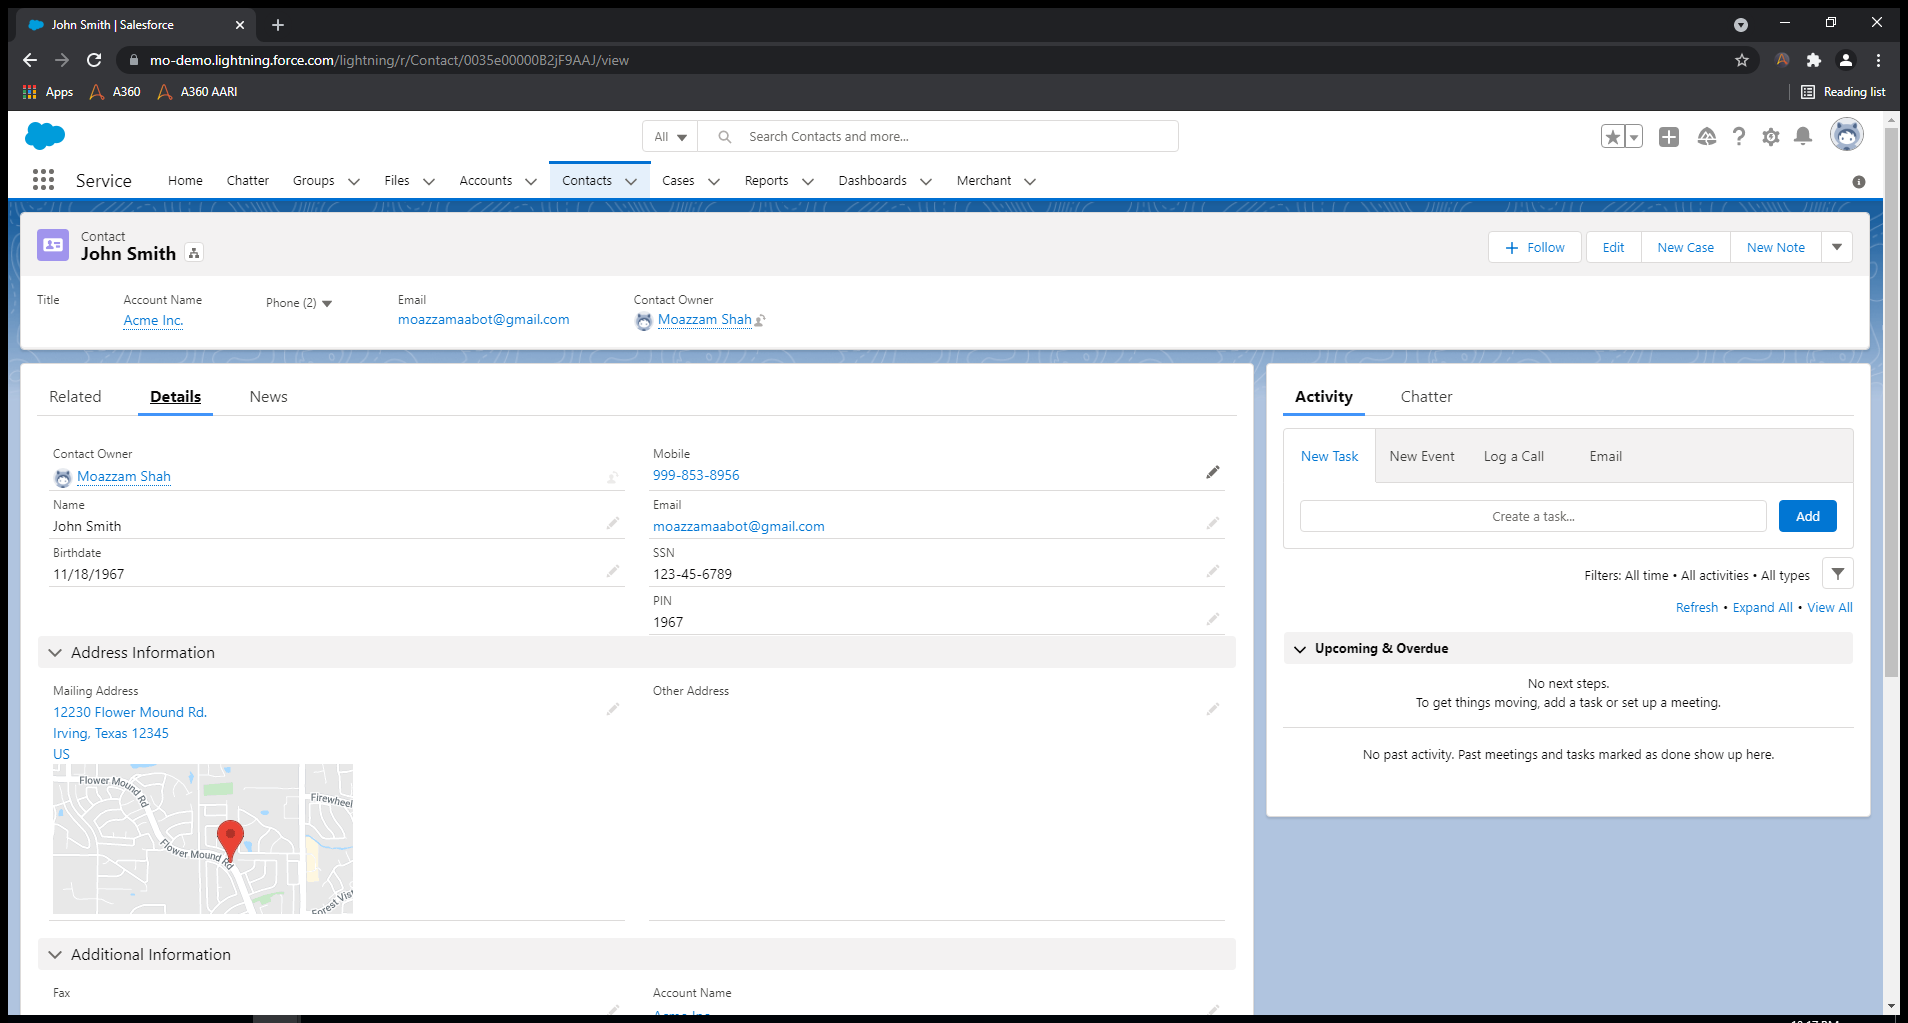 John Smith | Salesforce
mo-demo.lightning.force.com/lightning/r/Contact/0035e00000B2jF9AAJ/view
Apps A360 A360 AARI Reading list
All Search Contacts and more...
Service Home Chatter Groups Files Accounts Contacts Cases Reports Dashboards Merchant
Contact
John Smith
+ Follow Edit New Case New Note
Title Account Name Phone (2) Email Contact Owner
Acme Inc. moazzamaabot@gmail.com Moazzam Shah
Related Details News
Contact Owner Mobile
Moazzam Shah 999-853-8956
Name Email
John Smith moazzamaabot@gmail.com
Birthdate SSN
11/18/1967 123-45-6789
PIN
1967
Address Information
Mailing Address Other Address
12230 Flower Mound Rd.
Irving, Texas 12345
US
Flower Mound Rd
Firewheel
Flower Mound Rd
Forest Vist
Additional Information
Fax Account Name
Acme Inc
Activity Chatter
New Task New Event Log a Call Email
Create a task... Add
Filters: All time • All activities • All types
Refresh • Expand All • View All
Upcoming & Overdue
No next steps.
To get things moving, add a task or set up a meeting.
No past activity. Past meetings and tasks marked as done show up here.